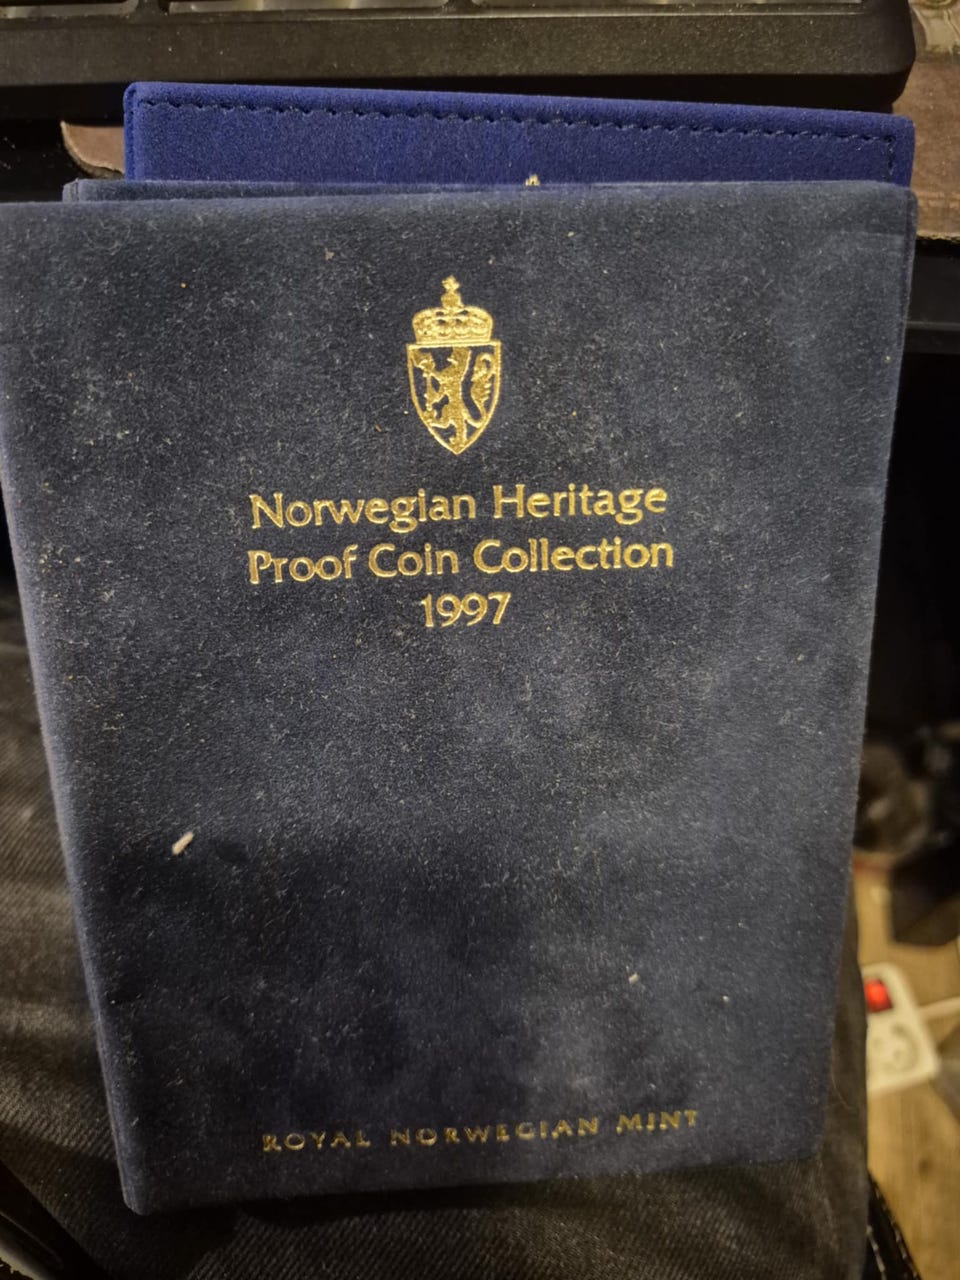 Norwegian Heritage
Proof Coin Collection
1997
ROYAL NORWEGIAN MINT